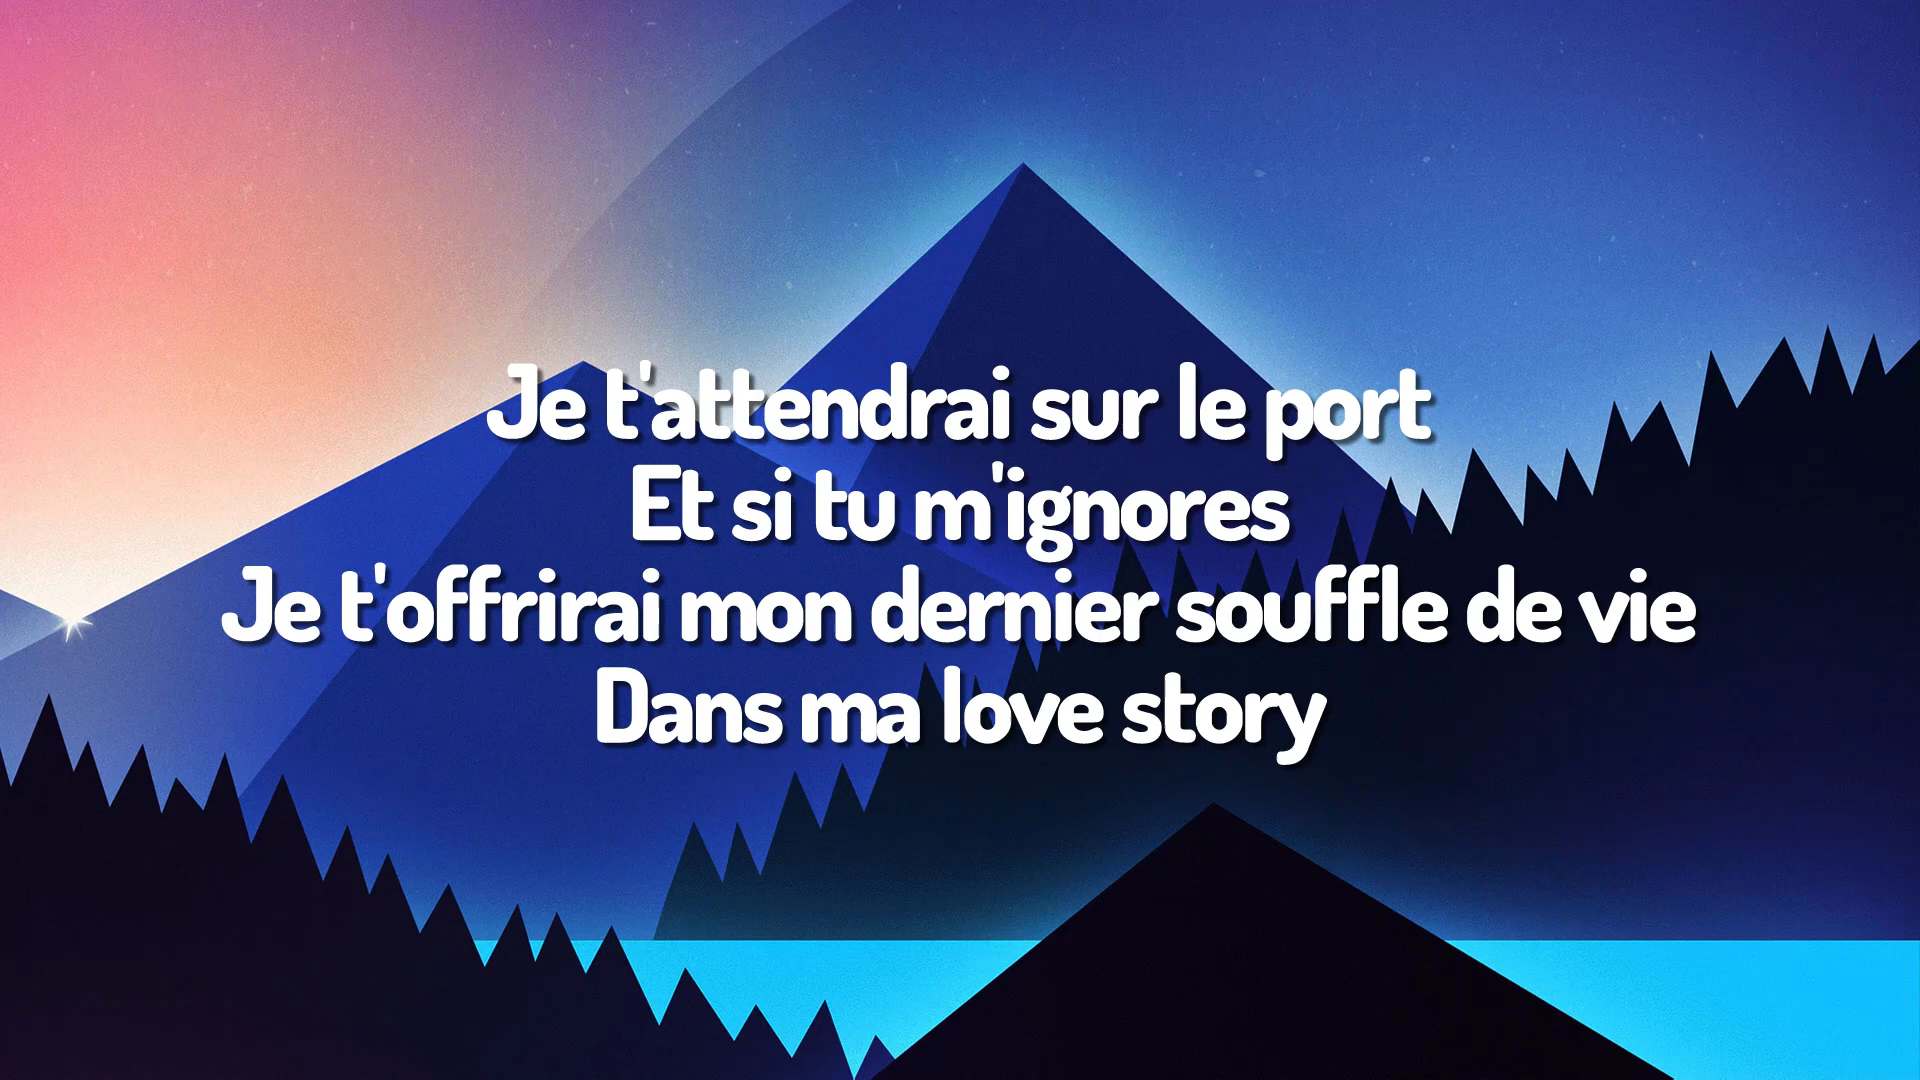 Je t'attendrai sur le port
Et si tu m'ignores
Je t'offrirai mon dernier souffle de vie
Dans ma love story